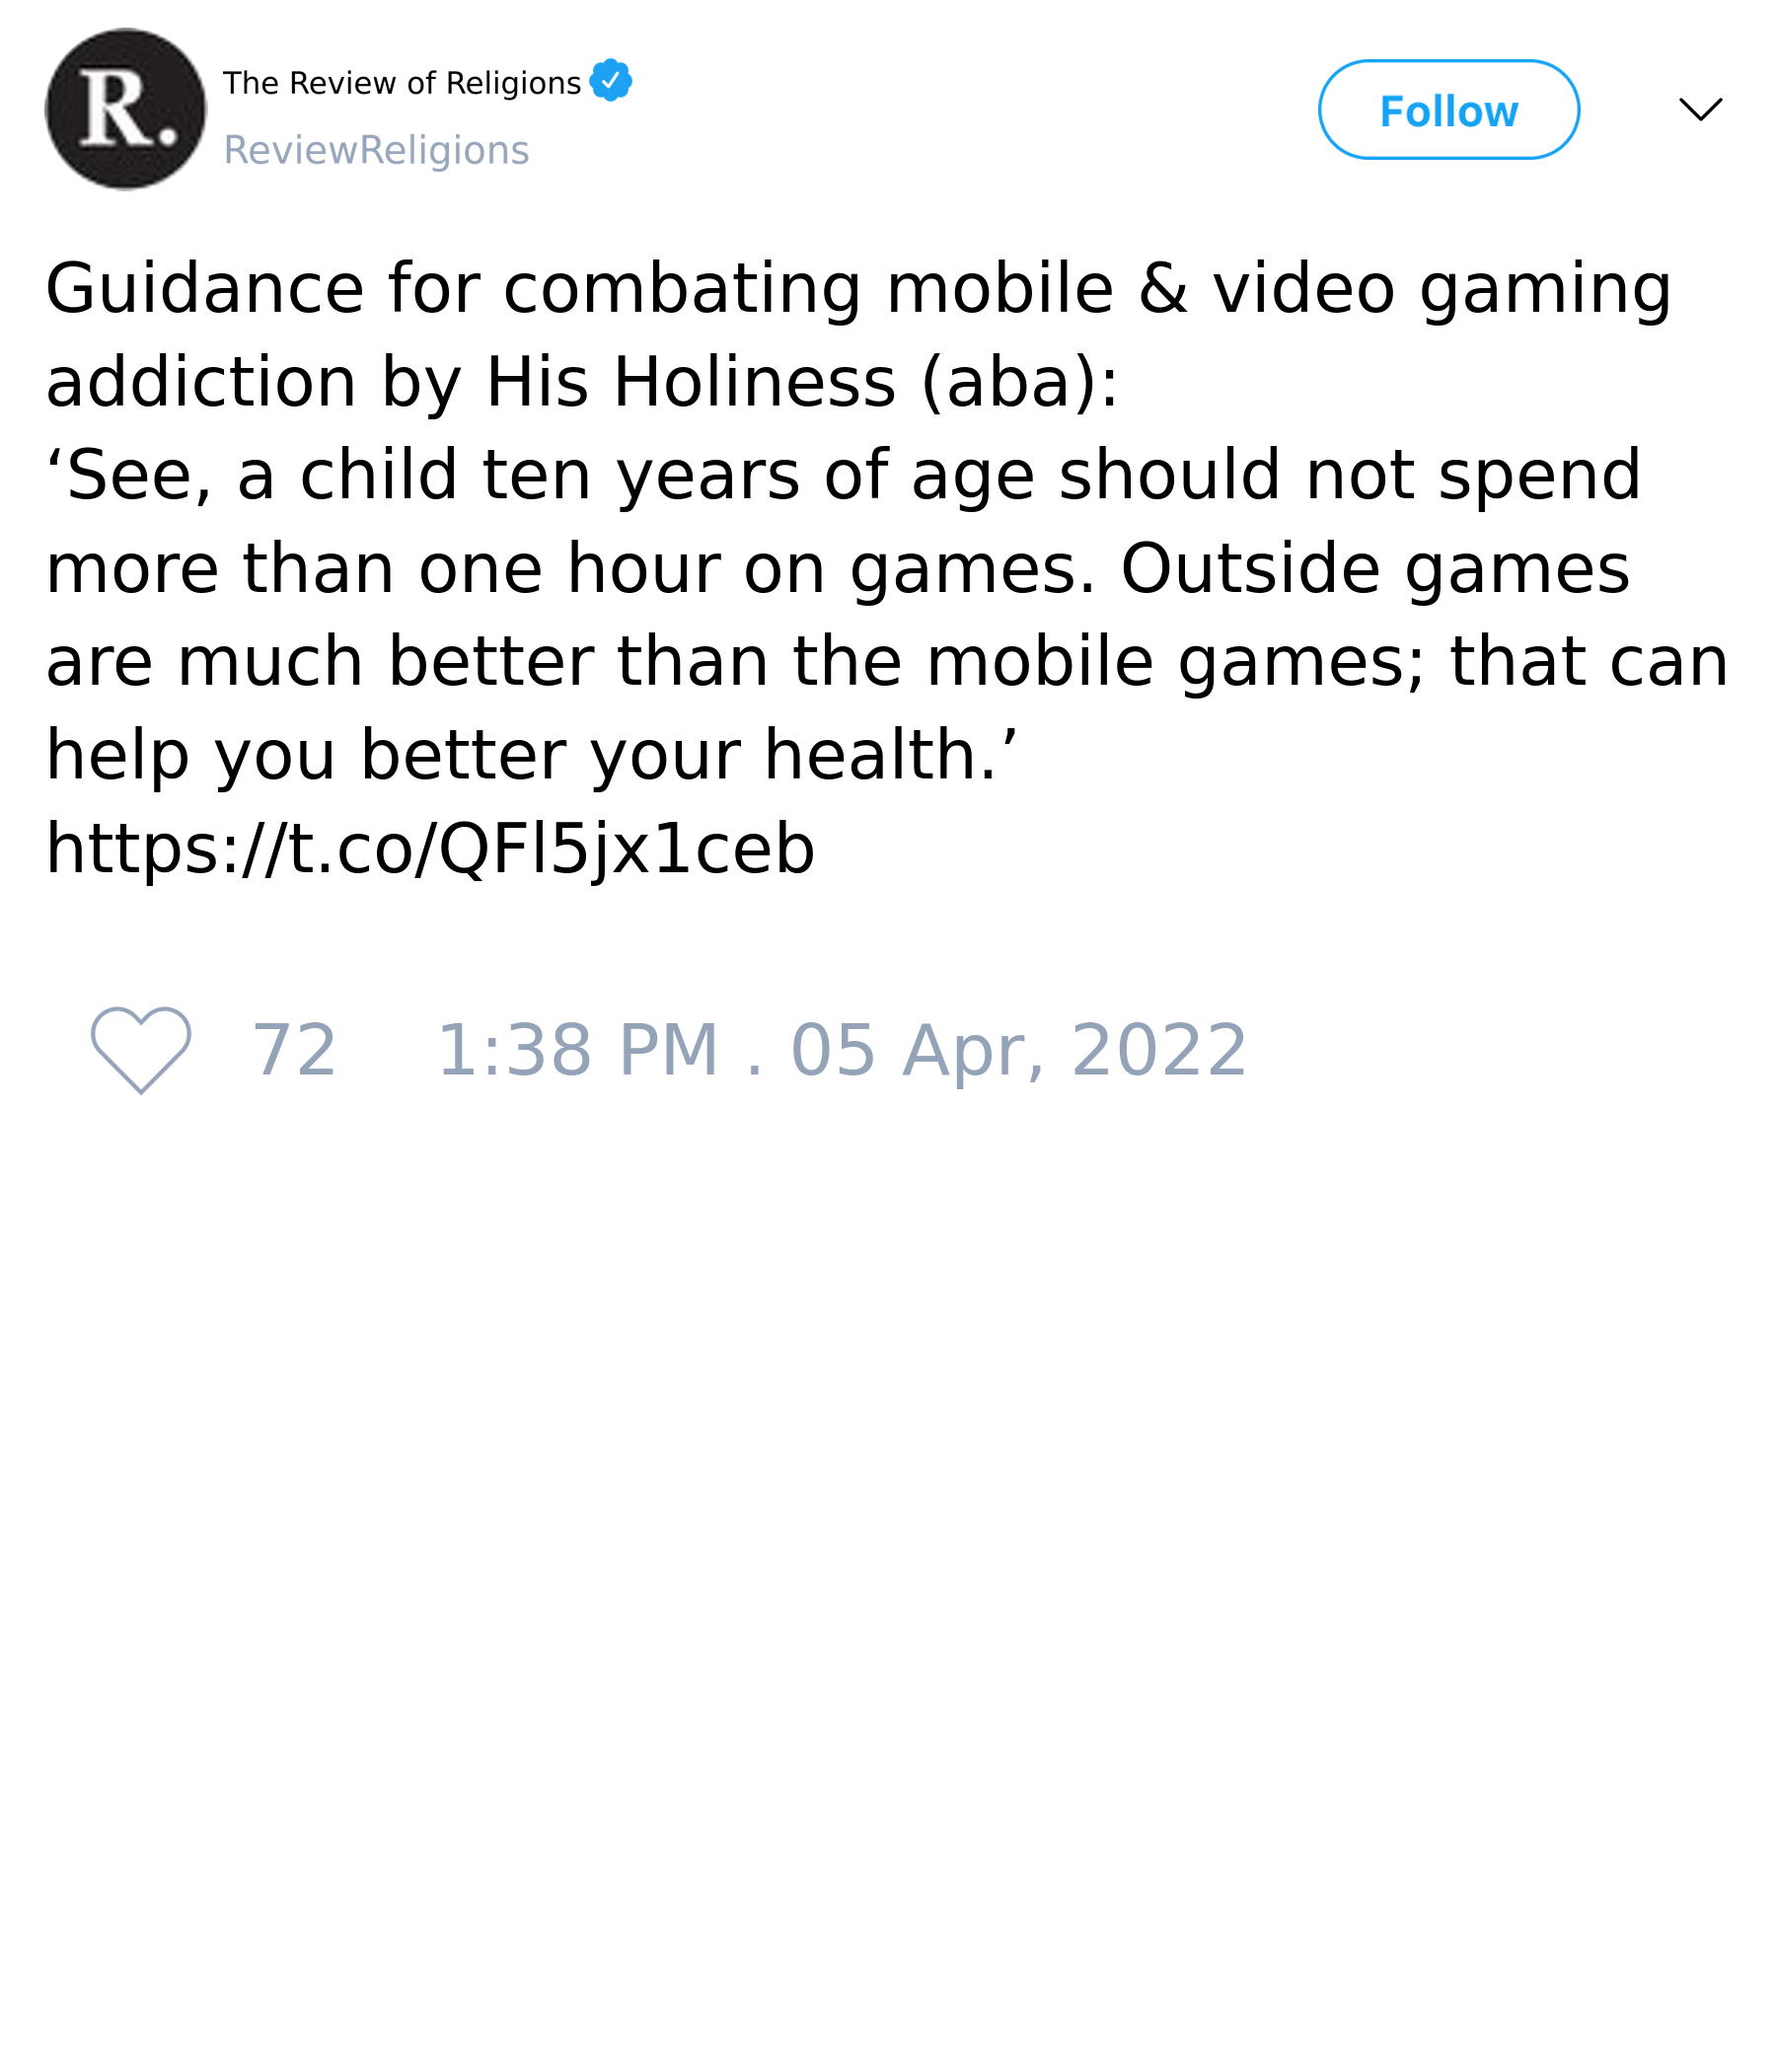 R.
The Review of Religions
ReviewReligions
Follow
Guidance for combating mobile & video gaming
addiction by His Holiness (aba):
‘See, a child ten years of age should not spend
more than one hour on games. Outside games
are much better than the mobile games; that can
help you better your health.’
https://t.co/QFl5jx1ceb
72 1:38 PM . 05 Apr, 2022